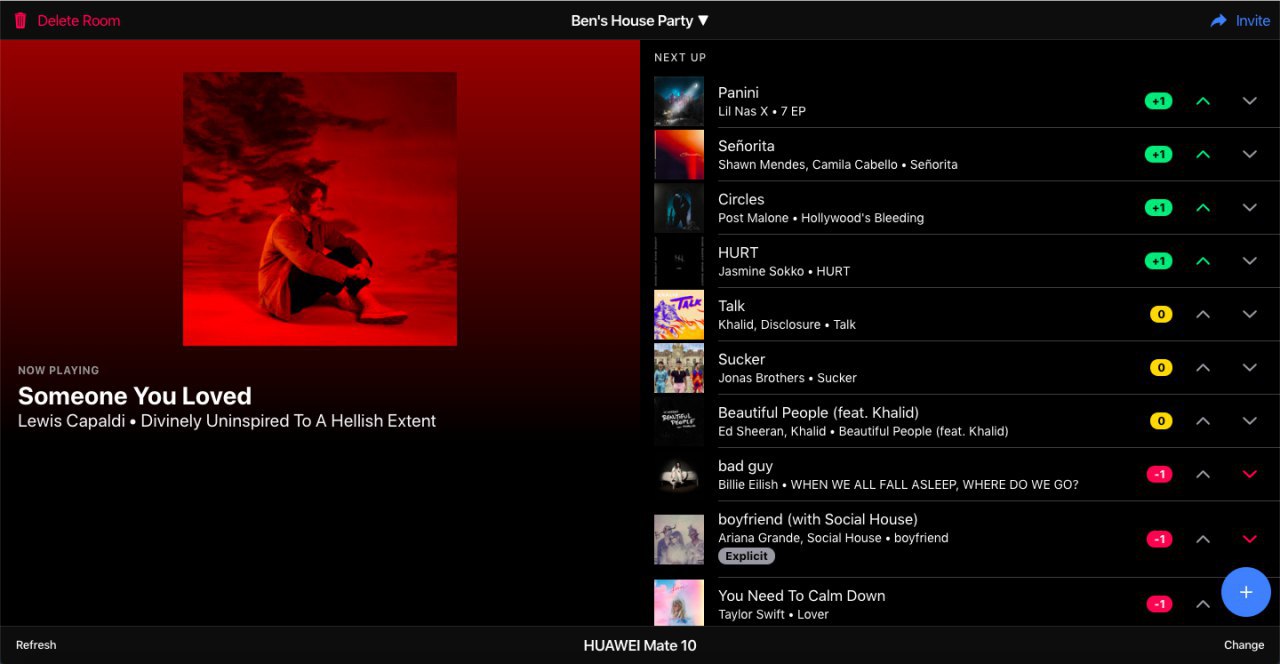 Delete Room
Ben's House Party ▼
Invite
NOW PLAYING
Someone You Loved
Lewis Capaldi • Divinely Uninspired To A Hellish Extent
NEXT UP
Panini
Lil Nas X • 7 EP
+1
Señorita
Shawn Mendes, Camila Cabello • Señorita
+1
Circles
Post Malone • Hollywood's Bleeding
+1
HURT
Jasmine Sokko • HURT
+1
TALK
Talk
Khalid, Disclosure • Talk
0
Sucker
Jonas Brothers • Sucker
0
BEAUTIFUL
PEOPLE
Beautiful People (feat. Khalid)
Ed Sheeran, Khalid • Beautiful People (feat. Khalid)
0
bad guy
Billie Eilish • WHEN WE ALL FALL ASLEEP, WHERE DO WE GO?
-1
boyfriend (with Social House)
Ariana Grande, Social House • boyfriend
Explicit
-1
You Need To Calm Down
Taylor Swift • Lover
-1
+
Refresh
HUAWEI Mate 10
Change